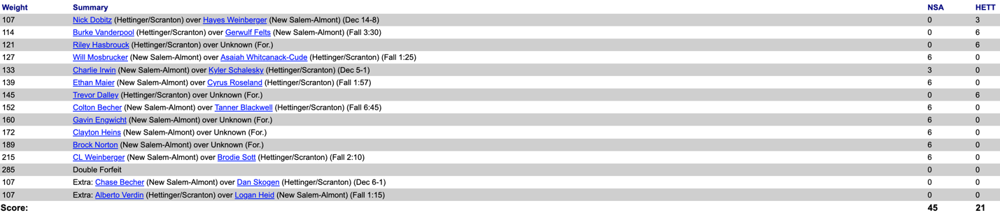 Weight Summary NSA HETT
107 Nick Dobitz (Hettinger/Scranton) over Hayes Weinberger (New Salem-Almont) (Dec 14-8) 0 3
114 Burke Vanderpool (Hettinger/Scranton) over Gerwulf Felts (New Salem-Almont) (Fall 3:30) 0 6
121 Riley Hasbrouck (Hettinger/Scranton) over Unknown (For.) 0 6
127 Will Mosbrucker (New Salem-Almont) over Asaiah Whitcanack-Cude (Hettinger/Scranton) (Fall 1:25) 6 0
133 Charlie Irwin (New Salem-Almont) over Kyler Schalesky (Hettinger/Scranton) (Dec 5-1) 3 0
139 Ethan Maier (New Salem-Almont) over Cyrus Roseland (Hettinger/Scranton) (Fall 1:57) 6 0
145 Trevor Dalley (Hettinger/Scranton) over Unknown (For.) 0 6
152 Colton Becher (New Salem-Almont) over Tanner Blackwell (Hettinger/Scranton) (Fall 6:45) 6 0
160 Gavin Engwicht (New Salem-Almont) over Unknown (For.) 6 0
172 Clayton Heins (New Salem-Almont) over Unknown (For.) 6 0
189 Brock Norton (New Salem-Almont) over Unknown (For.) 6 0
215 CL Weinberger (New Salem-Almont) over Brodie Sott (Hettinger/Scranton) (Fall 2:10) 6 0
285 Double Forfeit 0 0
107 Extra: Chase Becher (New Salem-Almont) over Dan Skogen (Hettinger/Scranton) (Dec 6-1) 0 0
107 Extra: Alberto Verdin (Hettinger/Scranton) over Logan Heid (New Salem-Almont) (Fall 1:15) 0 0
Score: 45 21